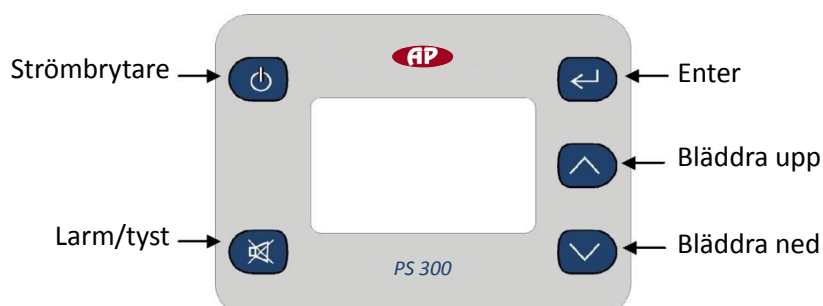 AP
Strömbrytare
Enter
Bläddra upp
Larm/tyst
Bläddra ned
PS 300